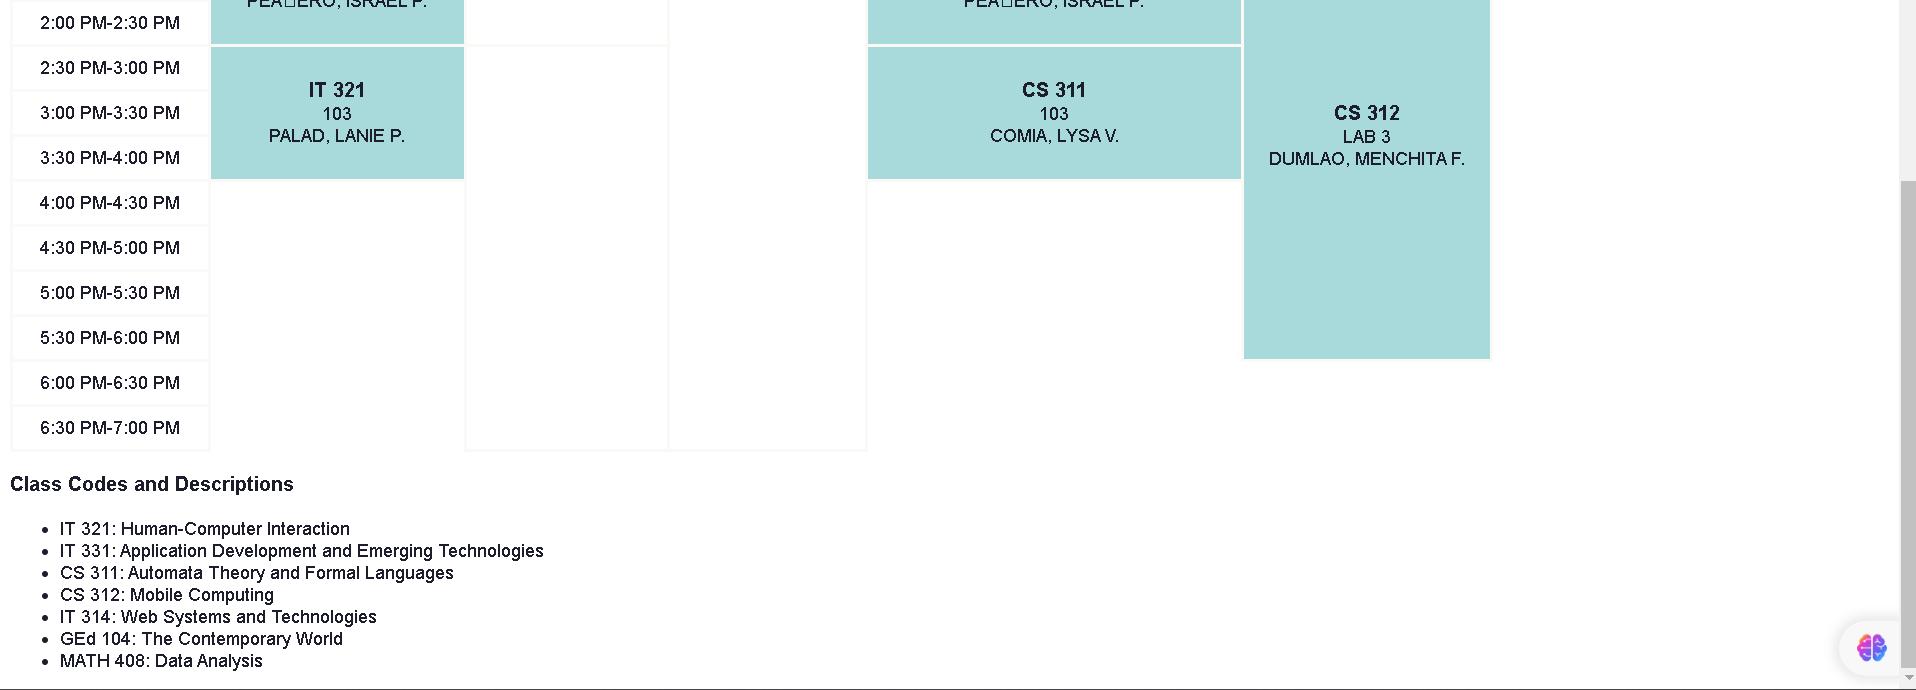 2:00 PM-2:30 PM
2:30 PM-3:00 PM
3:00 PM-3:30 PM
3:30 PM-4:00 PM
4:00 PM-4:30 PM
4:30 PM-5:00 PM
5:00 PM-5:30 PM
5:30 PM-6:00 PM
6:00 PM-6:30 PM
6:30 PM-7:00 PM
PEA□ERO, ISRAEL P.
IT 321
103
PALAD, LANIE P.
PEA□ERO, ISRAEL P.
CS 311
103
COMIA, LYSA V.
CS 312
LAB 3
DUMLAO, MENCHITA F.
Class Codes and Descriptions
• IT 321: Human-Computer Interaction
• IT 331: Application Development and Emerging Technologies
• CS 311: Automata Theory and Formal Languages
• CS 312: Mobile Computing
• IT 314: Web Systems and Technologies
• GEd 104: The Contemporary World
• MATH 408: Data Analysis